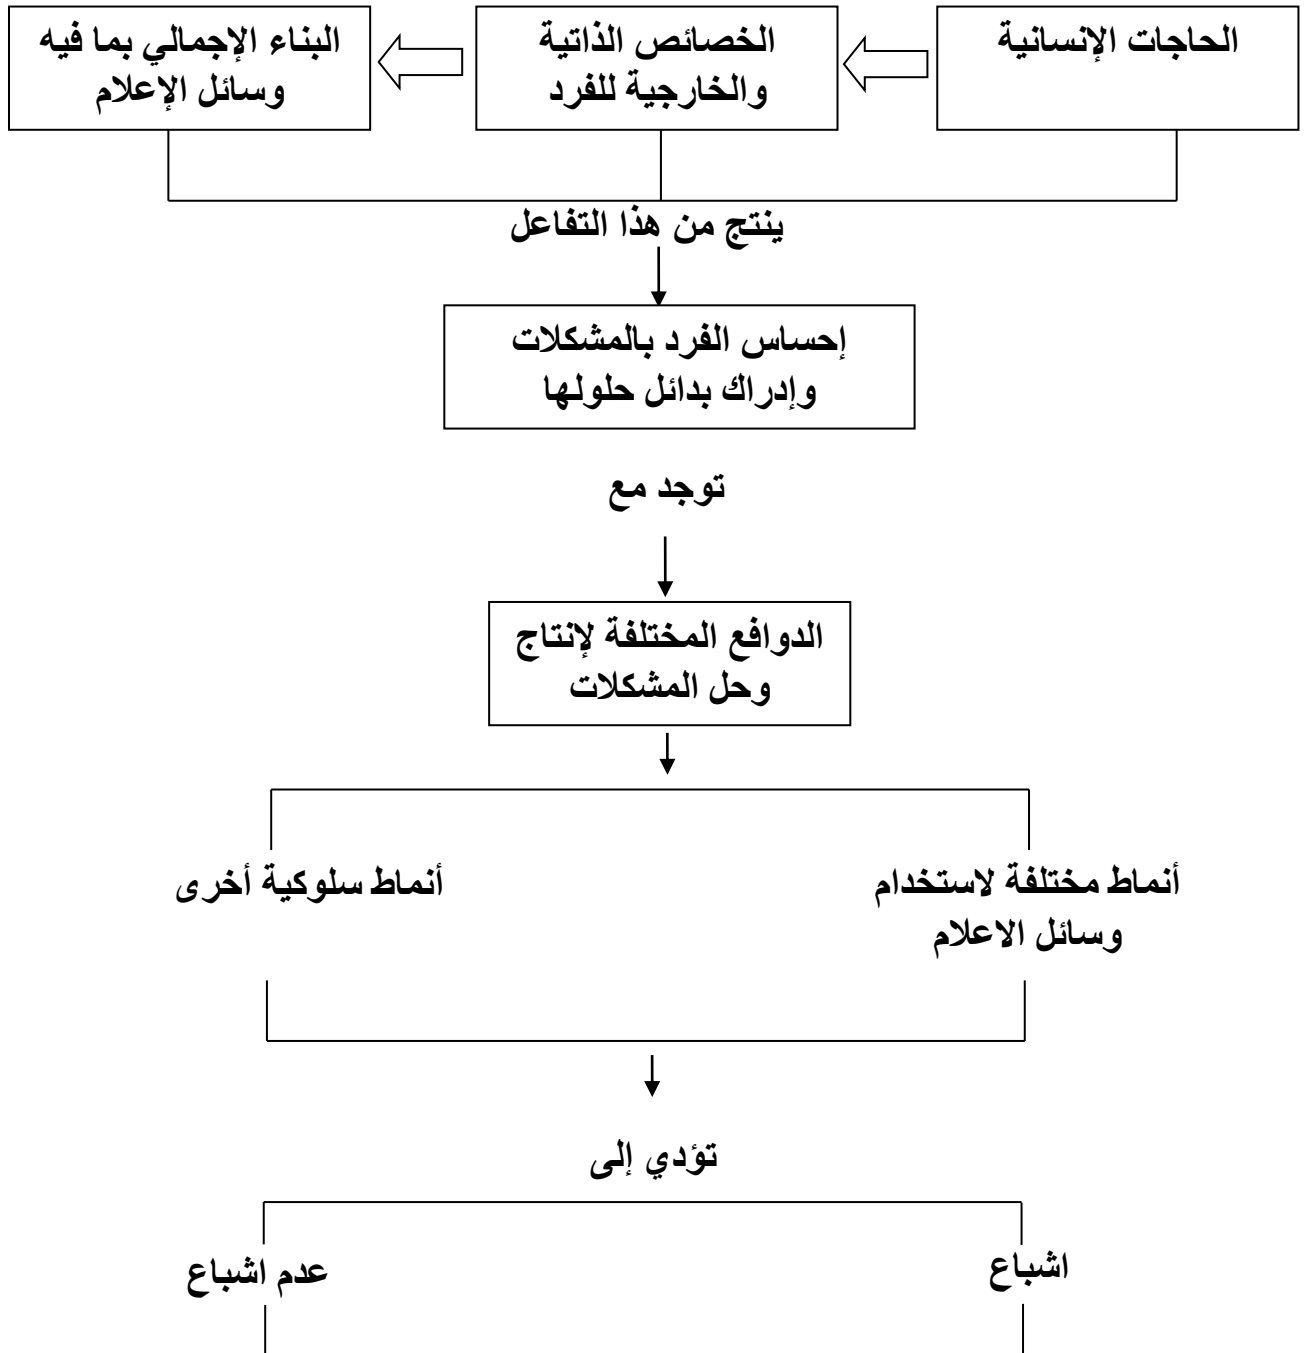 الحاجات الإنسانية
الخصائص الذاتية
والخارجية للفرد
البناء الإجمالي بما فيه
وسائل الإعلام
ينتج من هذا التفاعل
إحساس الفرد بالمشكلات
وإدراك بدائل حلولها
توجد مع
الدوافع المختلفة لإنتاج
وحل المشكلات
أنماط مختلفة لاستخدام
وسائل الاعلام
أنماط سلوكية أخرى
تؤدي إلى
اشباع
عدم اشباع